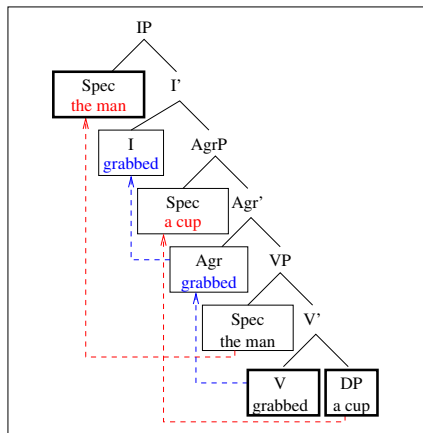 IP
Spec
the man
I'
I
grabbed
AgrP
Spec
a cup
Agr'
Agr
grabbed
VP
Spec
the man
V'
V
grabbed
DP
a cup